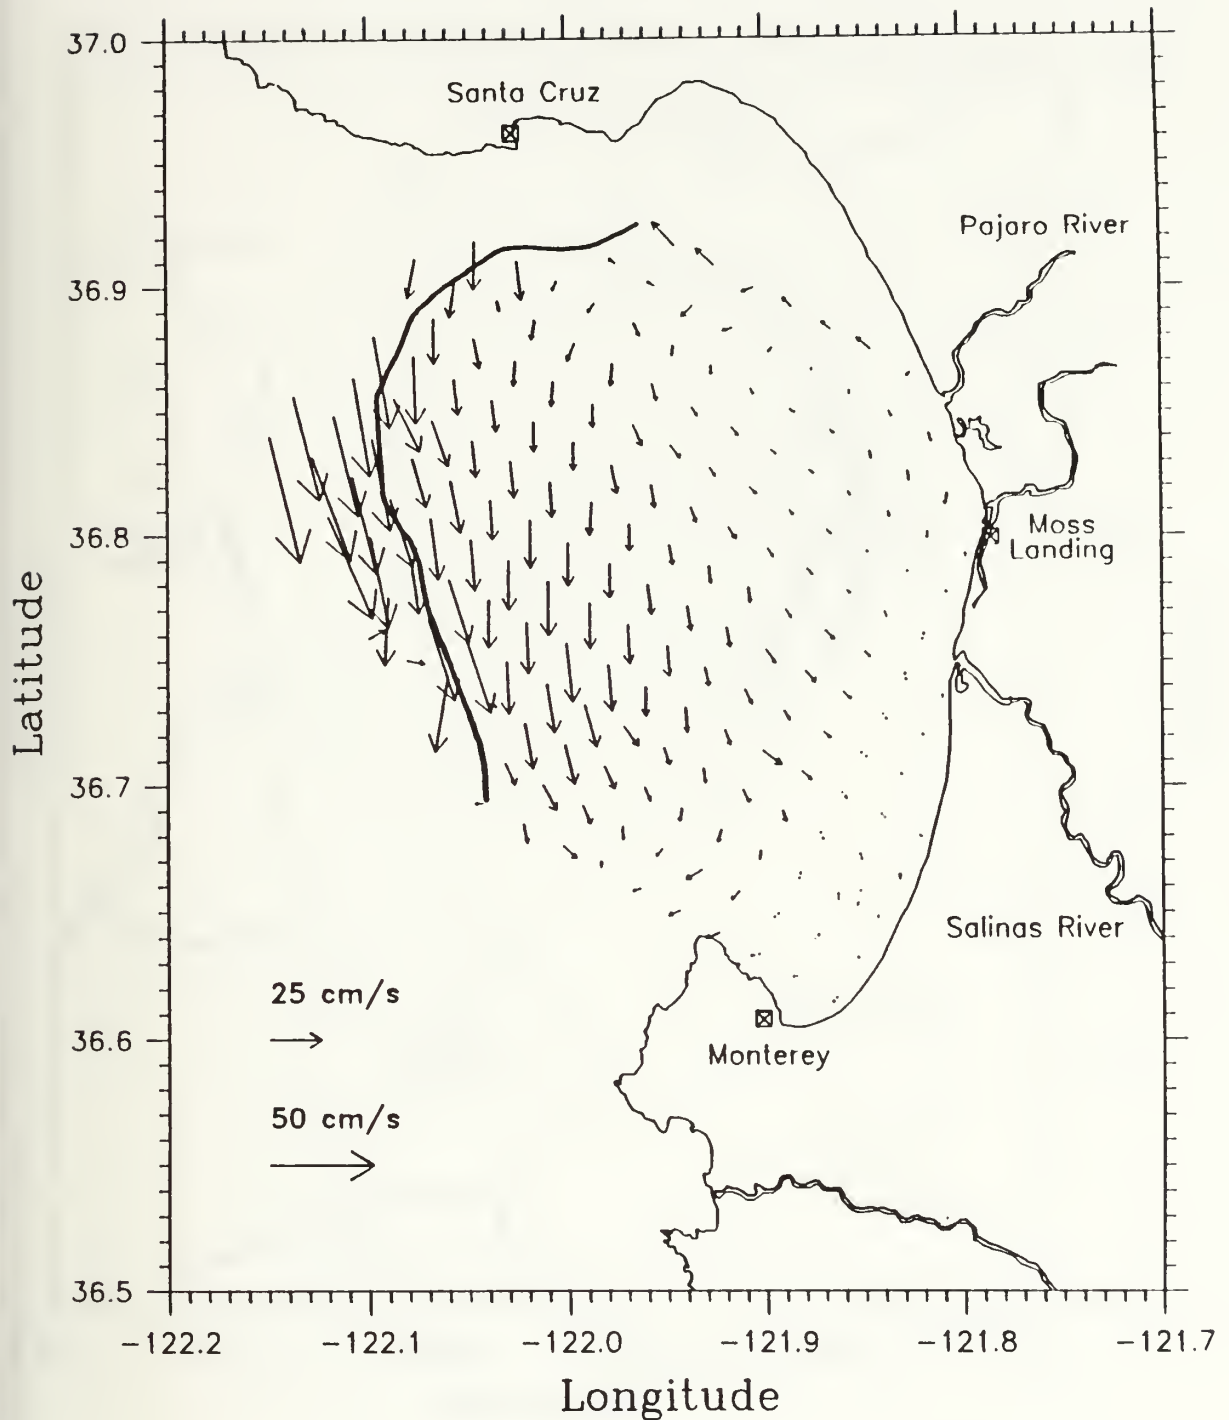 37.0
Santa Cruz
Pajaro River
36.9
36.8
Moss
Landing
Latitude
36.7
Salinas River
25 cm/s
36.6
Monterey
50 cm/s
36.5
-122.2
-122.1
-122.0
-121.9
-121.8
-121.7
Longitude